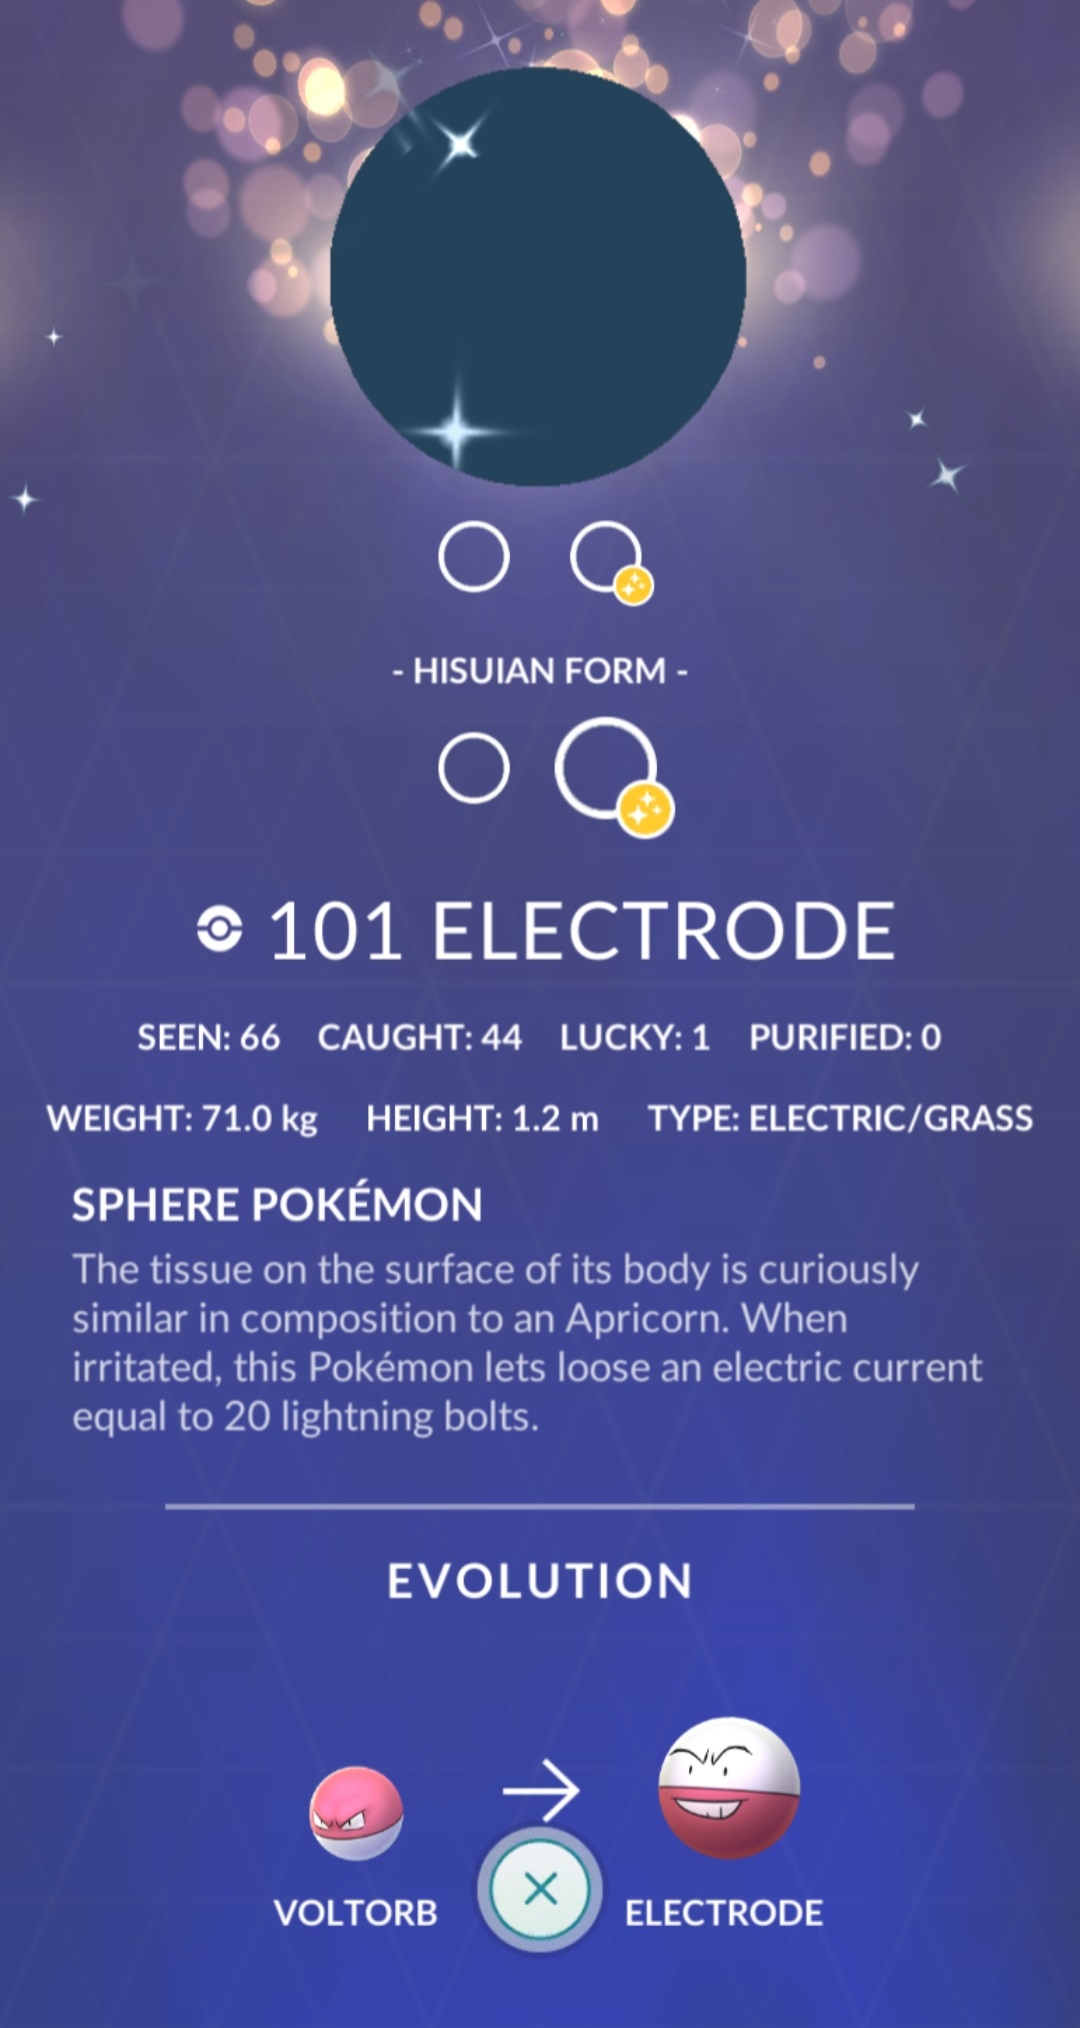 - HISUIAN FORM -
101 ELECTRODE
SEEN: 66 CAUGHT: 44 LUCKY: 1 PURIFIED: 0
WEIGHT: 71.0 kg HEIGHT: 1.2 m TYPE: ELECTRIC/GRASS
SPHERE POKÉMON
The tissue on the surface of its body is curiously
similar in composition to an Apricorn. When
irritated, this Pokémon lets loose an electric current
equal to 20 lightning bolts.
EVOLUTION
VOLTORB ELECTRODE